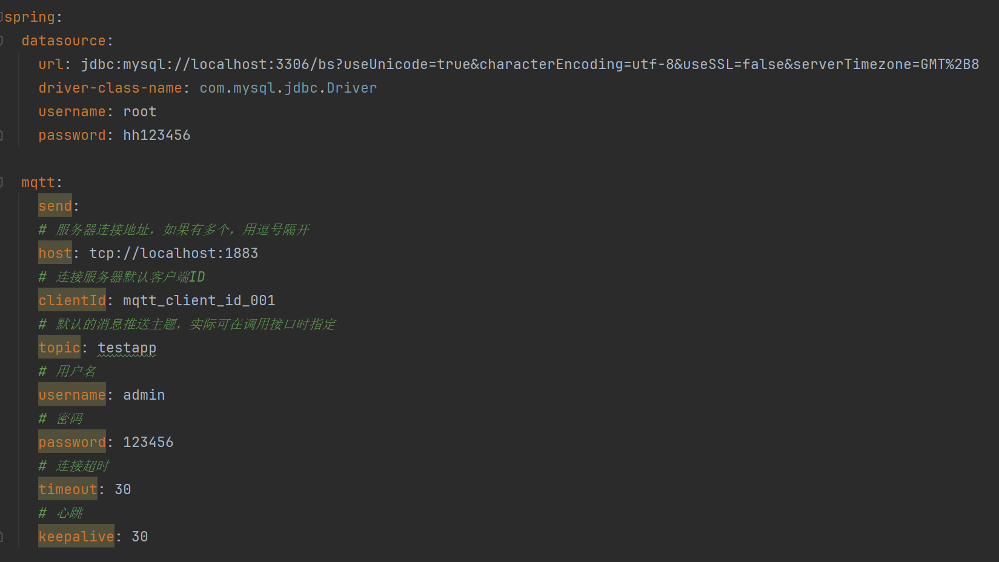 spring:
  datasource:
    url: jdbc:mysql://localhost:3306/bs?useUnicode=true&characterEncoding=utf-8&useSSL=false&serverTimezone=GMT%2B8
    driver-class-name: com.mysql.jdbc.Driver
    username: root
    password: hh123456
  mqtt:
    send:
    # 服务器连接地址，如果有多个，用逗号隔开
    host: tcp://localhost:1883
    # 连接服务器默认客户端ID
    clientId: mqtt_client_id_001
    # 默认的消息推送主题，实际可在调用接口时指定
    topic: testapp
    # 用户名
    username: admin
    # 密码
    password: 123456
    # 连接超时
    timeout: 30
    # 心跳
    keepalive: 30